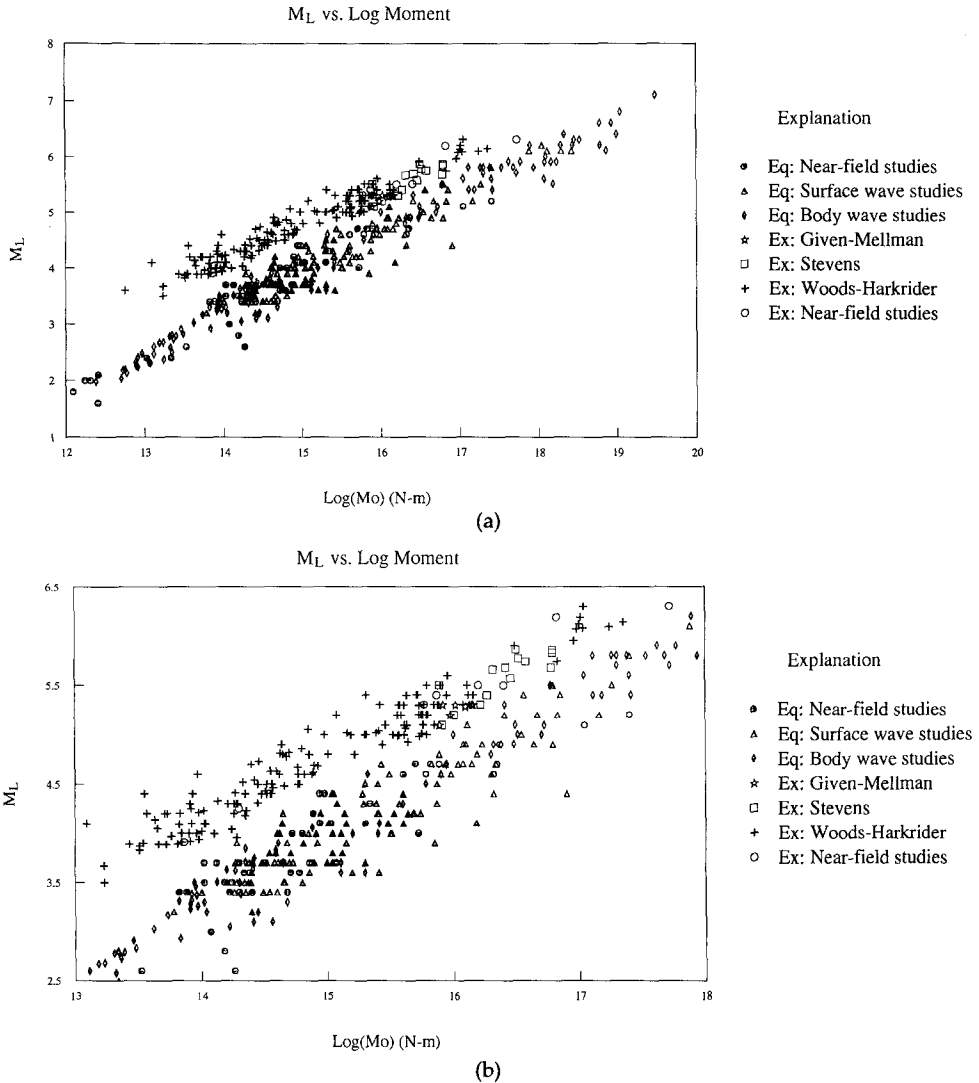 M_L vs. Log Moment
8
7
6
5
4
3
2
1
M_L
12 13 14 15 16 17 18 19 20
Log(Mo) (N-m)
Explanation
Eq: Near-field studies
Eq: Surface wave studies
Eq: Body wave studies
Ex: Given-Mellman
Ex: Stevens
Ex: Woods-Harkrider
Ex: Near-field studies
(a)
M_L vs. Log Moment
6.5
5.5
4.5
3.5
2.5
M_L
13 14 15 16 17 18
Log(Mo) (N-m)
Explanation
Eq: Near-field studies
Eq: Surface wave studies
Eq: Body wave studies
Ex: Given-Mellman
Ex: Stevens
Ex: Woods-Harkrider
Ex: Near-field studies
(b)